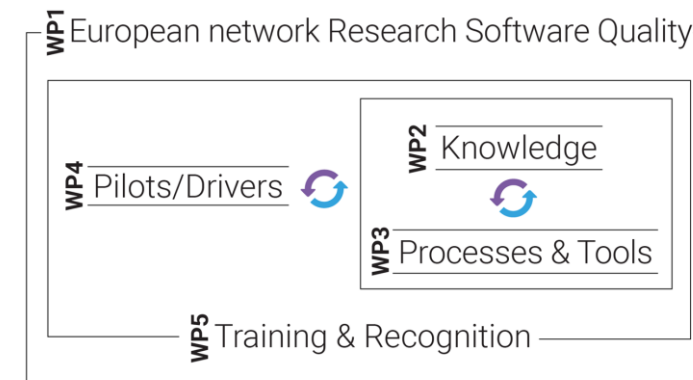 WP1 European network Research Software Quality
WP2 Knowledge
WP4 Pilots/Drivers
WP3 Processes & Tools
WP5 Training & Recognition